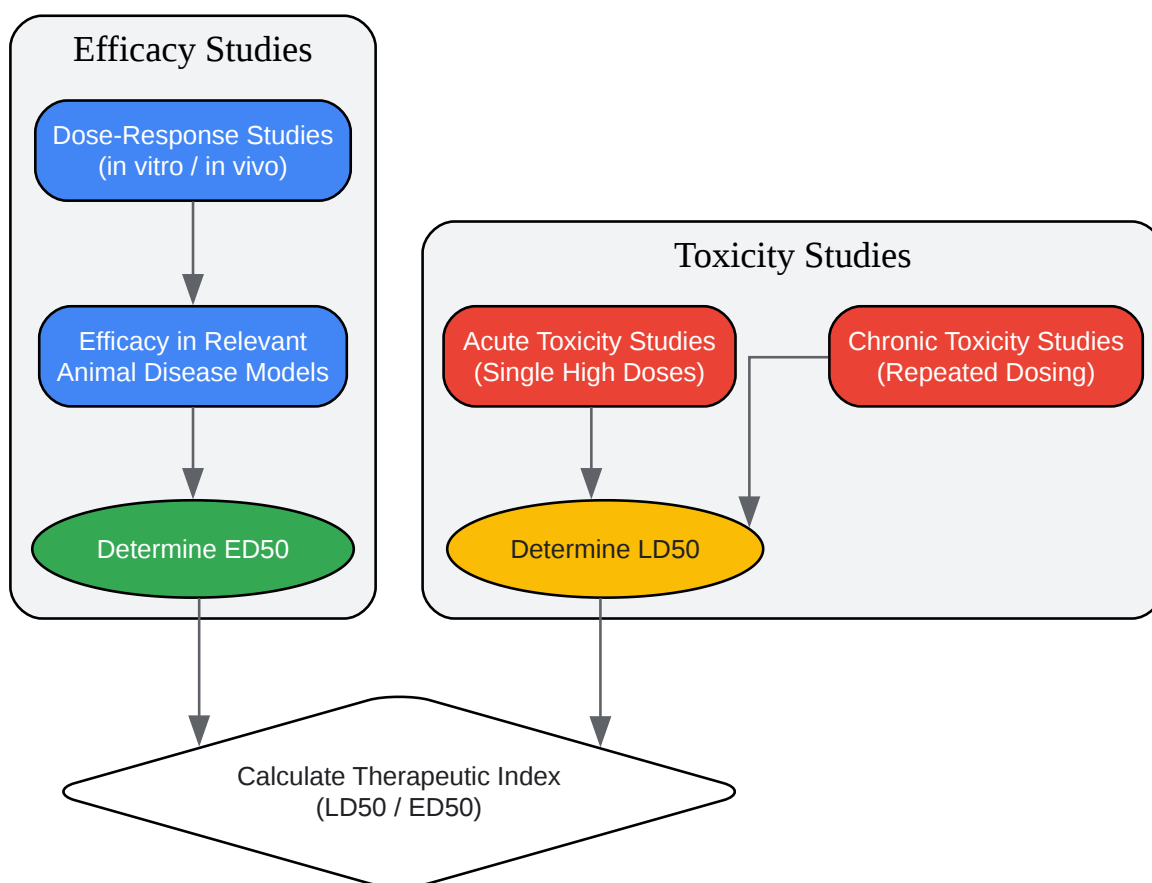 Efficacy Studies
Dose-Response Studies
(in vitro / in vivo)
Efficacy in Relevant
Animal Disease Models
Determine ED50
Toxicity Studies
Acute Toxicity Studies
(Single High Doses)
Chronic Toxicity Studies
(Repeated Dosing)
Determine LD50
Calculate Therapeutic Index
(LD50 / ED50)